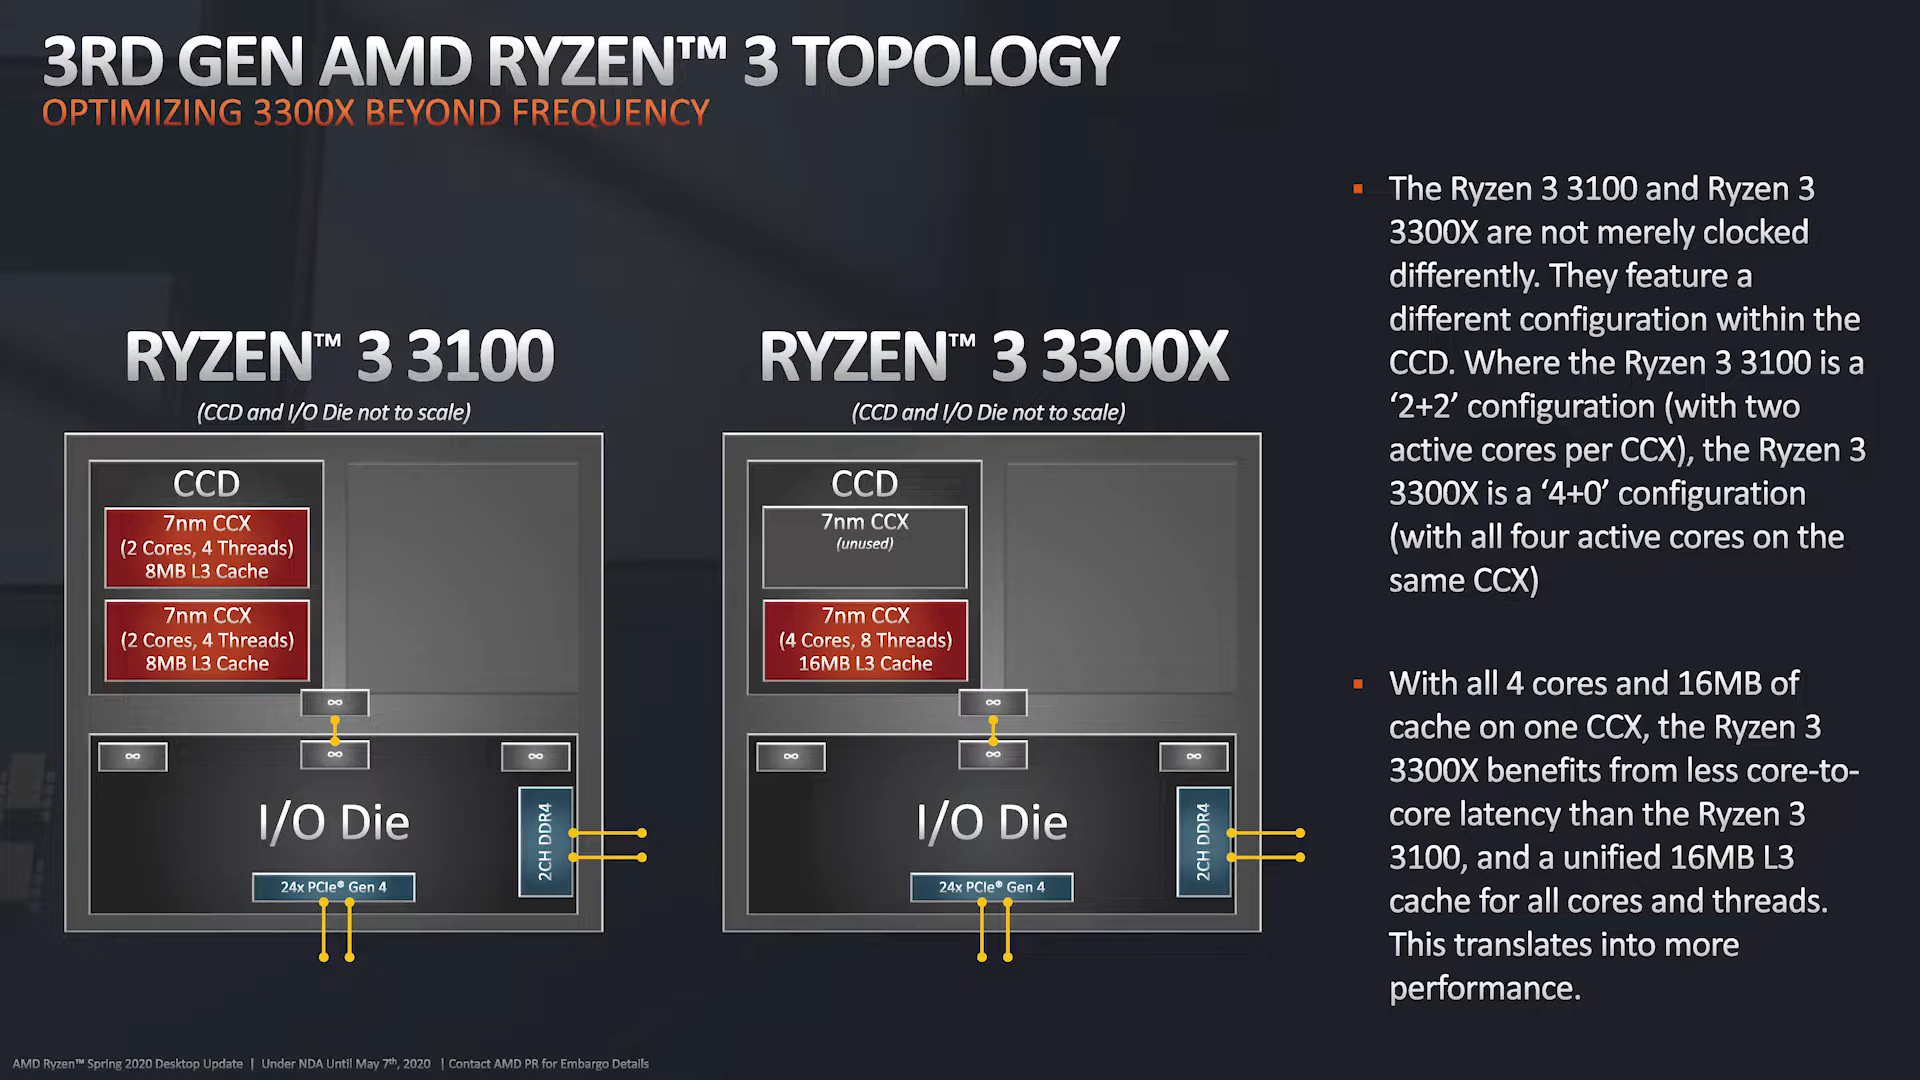 3RD GEN AMD RYZEN™ 3 TOPOLOGY
OPTIMIZING 3300X BEYOND FREQUENCY
RYZEN™ 3 3100
(CCD and I/O Die not to scale)
CCD
7nm CCX
(2 Cores, 4 Threads)
8MB L3 Cache
7nm CCX
(2 Cores, 4 Threads)
8MB L3 Cache
∞
∞
∞
∞
I/O Die
2CH DDR4
24x PCIe® Gen 4
RYZEN™ 3 3300X
(CCD and I/O Die not to scale)
CCD
7nm CCX
(unused)
7nm CCX
(4 Cores, 8 Threads)
16MB L3 Cache
∞
∞
∞
∞
I/O Die
2CH DDR4
24x PCIe® Gen 4
▪ The Ryzen 3 3100 and Ryzen 3
3300X are not merely clocked
differently. They feature a
different configuration within the
CCD. Where the Ryzen 3 3100 is a
‘2+2’ configuration (with two
active cores per CCX), the Ryzen 3
3300X is a ‘4+0’ configuration
(with all four active cores on the
same CCX)
▪ With all 4 cores and 16MB of
cache on one CCX, the Ryzen 3
3300X benefits from less core-to-
core latency than the Ryzen 3
3100, and a unified 16MB L3
cache for all cores and threads.
This translates into more
performance.
AMD Ryzen™ Spring 2020 Desktop Update | Under NDA Until May 7th, 2020 | Contact AMD PR for Embargo Details